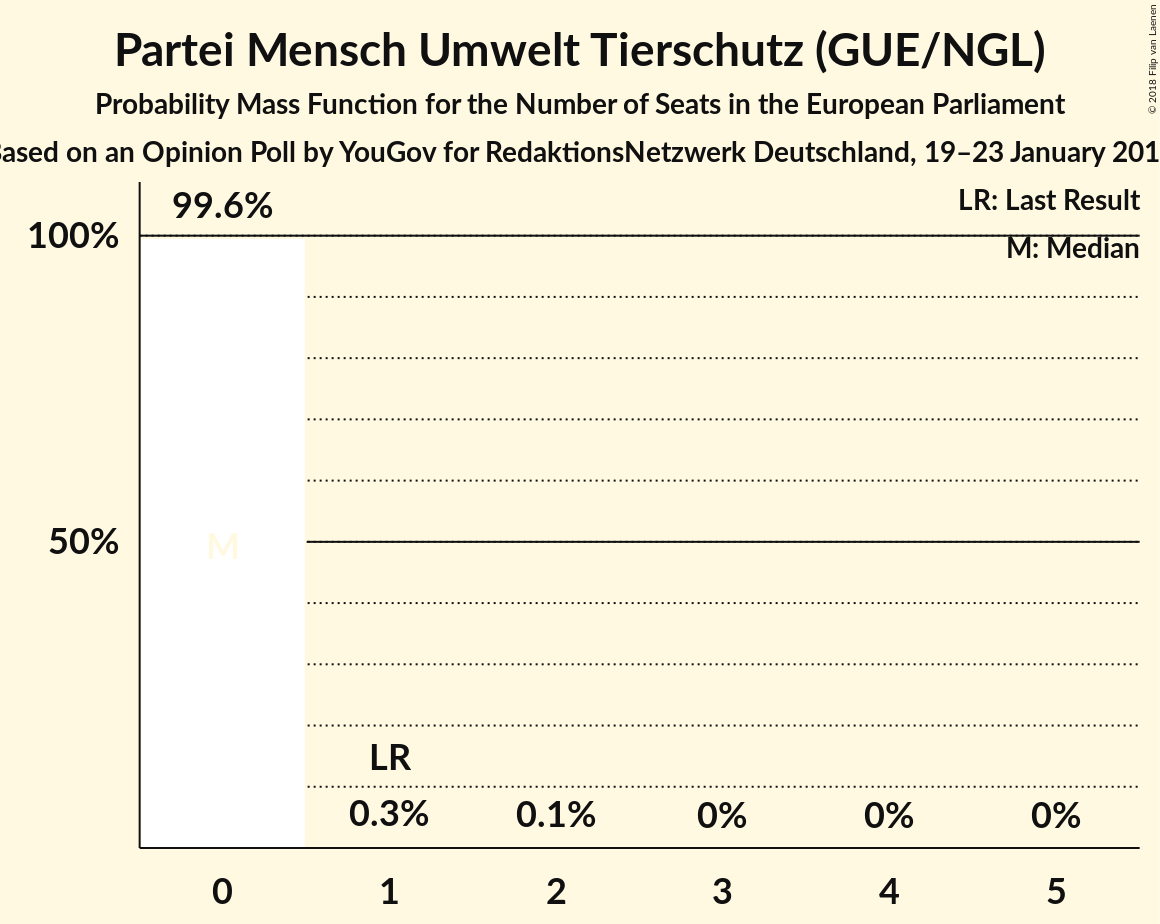 Partei Mensch Umwelt Tierschutz (GUE/NGL)
Probability Mass Function for the Number of Seats in the European Parliament
on an Opinion Poll by YouGov for RedaktionsNetzwerk Deutschland, 19–23 January
© 2018 Filip van Laenen
99.6%
LR: Last Result
100%
M: Median
50%
M
LR
0.3% 0.1% 0% 0% 0%
0 1 2 3 4 5